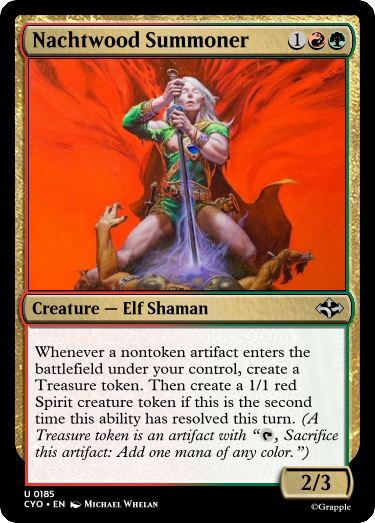 Nachtwood Summoner 1
Creature — Elf Shaman
Whenever a nontoken artifact enters the
battlefield under your control, create a
Treasure token. Then create a 1/1 red
Spirit creature token if this is the second
time this ability has resolved this turn. (A
Treasure token is an artifact with “, Sacrifice
this artifact: Add one mana of any color.”)
2/3
U 0185
CYO • EN Michael Whelan
©Grapple